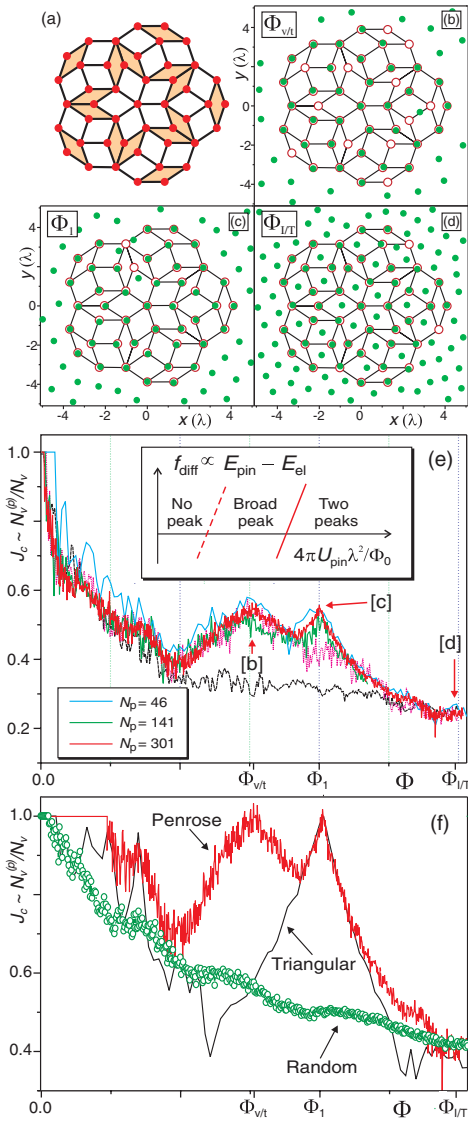 (a)
Φv/t
(b)
y (λ)
4
2
0
-2
-4
Φ1
(c)
ΦI/T
(d)
y (λ)
4
2
0
-2
-4
-4 -2 0 2 4
-4 -2 0 2 4
x (λ)
x (λ)
(e)
Jc ~ Nv(p)/Nv
1.0
0.8
0.6
0.4
0.2
fdiff ∝ Epin − Eel
No peak
Broad peak
Two peaks
4πUpinλ²/Φ0
[b]
[c]
[d]
Np = 46
Np = 141
Np = 301
0.0 Φv/t Φ1 Φ ΦI/T
(f)
Jc ~ Nv(p)/Nv
1.0
0.8
0.6
0.4
Penrose
Triangular
Random
0.0 Φv/t Φ1 Φ ΦI/T